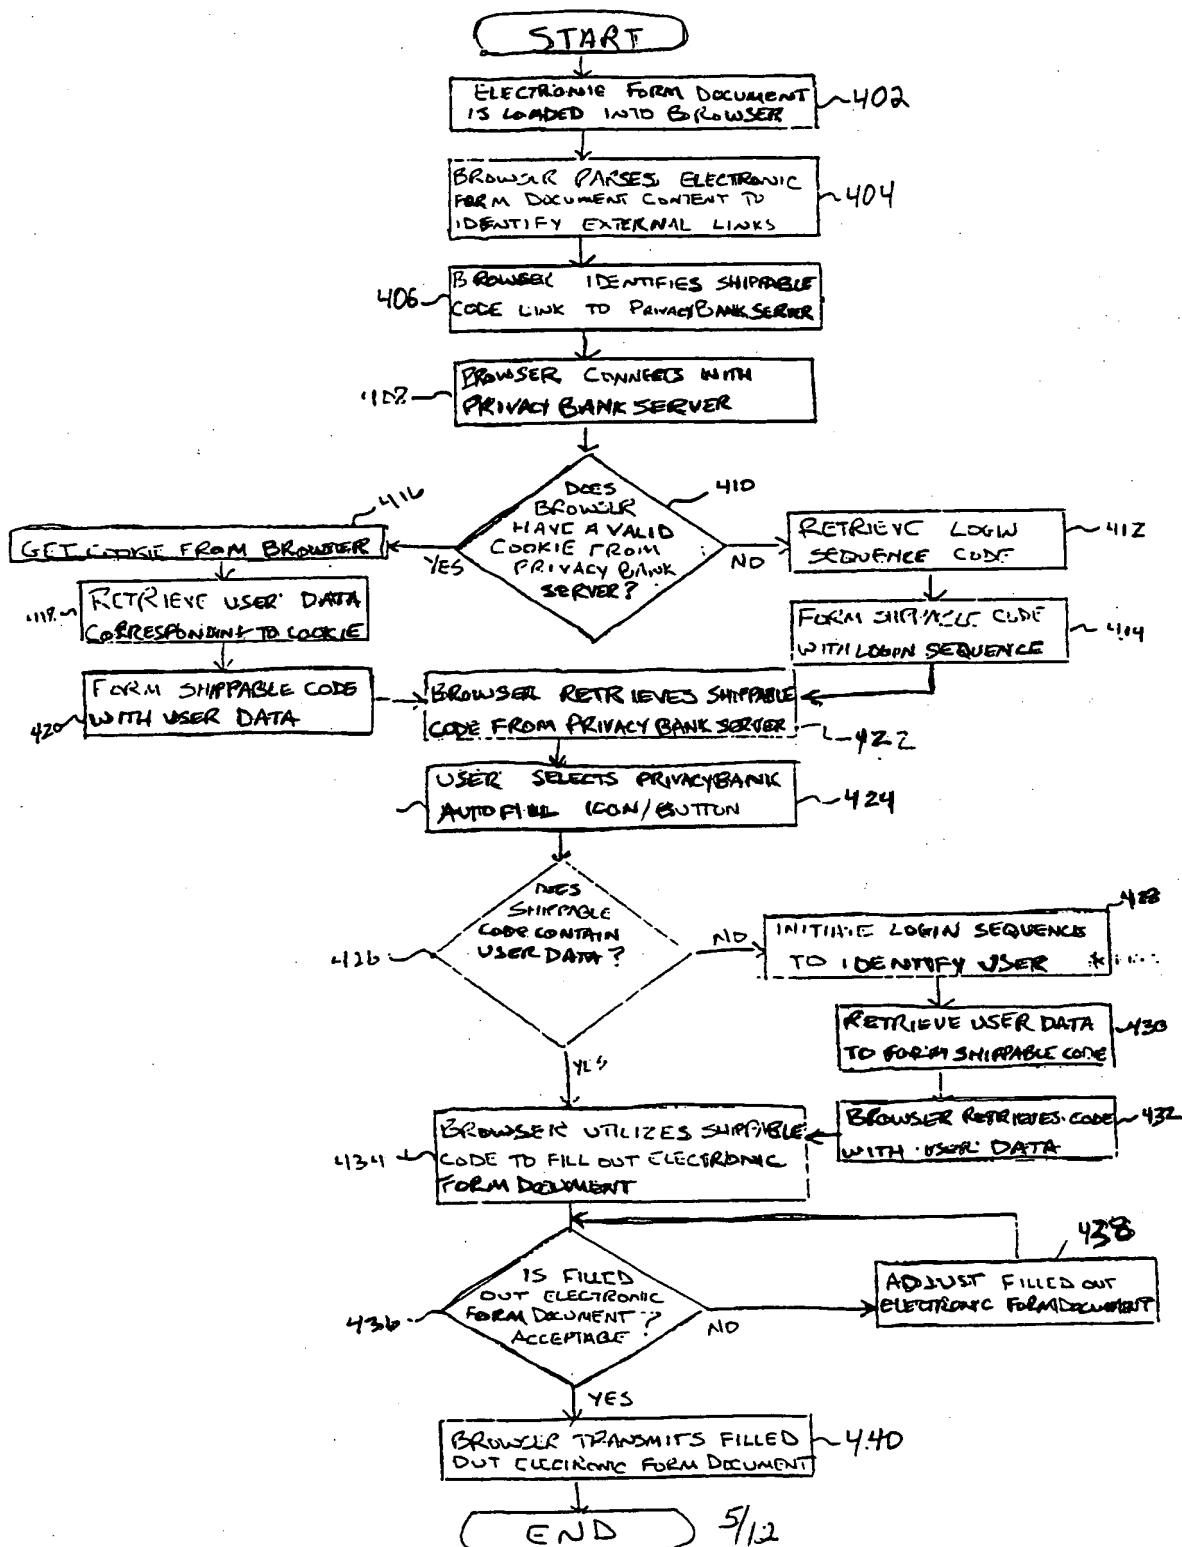 START
ELECTRONIC FORM DOCUMENT
IS LOADED INTO BROWSER
402
BROWSER PARSES ELECTRONIC
FORM DOCUMENT CONTENT TO
IDENTIFY EXTERNAL LINKS
404
BROWSER IDENTIFIES SHIPPABLE
CODE LINK TO PRIVACYBANK SERVER
406
BROWSER CONNECTS WITH
PRIVACY BANK SERVER
408
DOES
BROWSER
HAVE A VALID
COOKIE FROM
PRIVACY BANK
SERVER?
410
YES
NO
416
GET COOKIE FROM BROWSER
RETRIEVE LOGIN
SEQUENCE CODE
412
RETRIEVE USER DATA
CORRESPONDING TO COOKIE
418
FORM SHIPPABLE CODE
WITH LOGIN SEQUENCE
414
FORM SHIPPABLE CODE
WITH USER DATA
420
BROWSER RETRIEVES SHIPPABLE
CODE FROM PRIVACY BANK SERVER
422
USER SELECTS PRIVACYBANK
AUTOFILL ICON/BUTTON
424
DOES
SHIPPABLE
CODE CONTAIN
USER DATA?
426
NO
YES
428
INITIATE LOGIN SEQUENCE
TO IDENTIFY USER
RETRIEVE USER DATA
TO FORM SHIPPABLE CODE
430
BROWSER RETRIEVES CODE
WITH USER DATA
432
BROWSER UTILIZES SHIPPABLE
CODE TO FILL OUT ELECTRONIC
FORM DOCUMENT
434
IS FILLED
OUT ELECTRONIC
FORM DOCUMENT
ACCEPTABLE?
436
NO
438
ADJUST FILLED OUT
ELECTRONIC FORM DOCUMENT
YES
BROWSER TRANSMITS FILLED
OUT ELECTRONIC FORM DOCUMENT
440
END
5/12